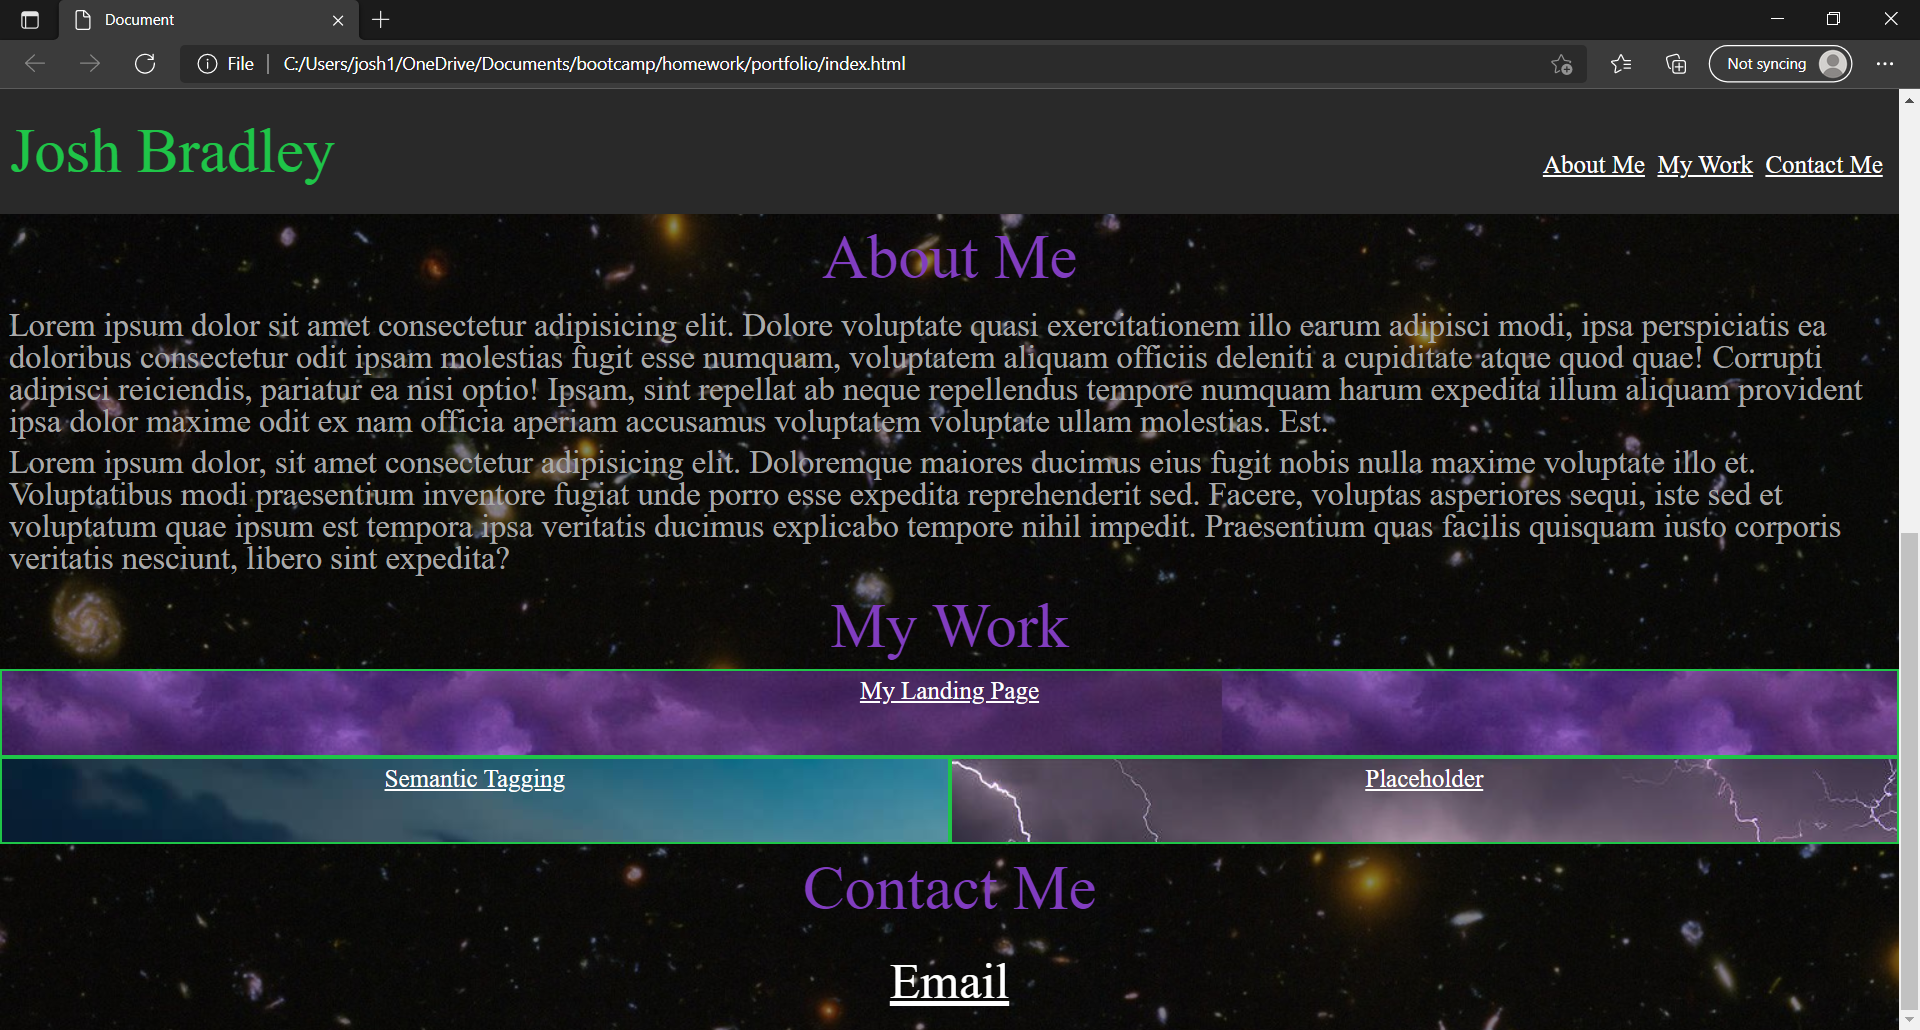 Document
File
C:/Users/josh1/OneDrive/Documents/bootcamp/homework/portfolio/index.html
Not syncing
Josh Bradley
About Me My Work Contact Me
About Me
Lorem ipsum dolor sit amet consectetur adipisicing elit. Dolore voluptate quasi exercitationem illo earum adipisci modi, ipsa perspiciatis ea
doloribus consectetur odit ipsam molestias fugit esse numquam, voluptatem aliquam officiis deleniti a cupiditate atque quod quae! Corrupti
adipisci reiciendis, pariatur ea nisi optio! Ipsam, sint repellat ab neque repellendus tempore numquam harum expedita illum aliquam provident
ipsa dolor maxime odit ex nam officia aperiam accusamus voluptatem voluptate ullam molestias. Est.
Lorem ipsum dolor, sit amet consectetur adipisicing elit. Doloremque maiores ducimus eius fugit nobis nulla maxime voluptate illo et.
Voluptatibus modi praesentium inventore fugiat unde porro esse expedita reprehenderit sed. Facere, voluptas asperiores sequi, iste sed et
voluptatum quae ipsum est tempora ipsa veritatis ducimus explicabo tempore nihil impedit. Praesentium quas facilis quisquam iusto corporis
veritatis nesciunt, libero sint expedita?
My Work
My Landing Page
Semantic Tagging
Placeholder
Contact Me
Email